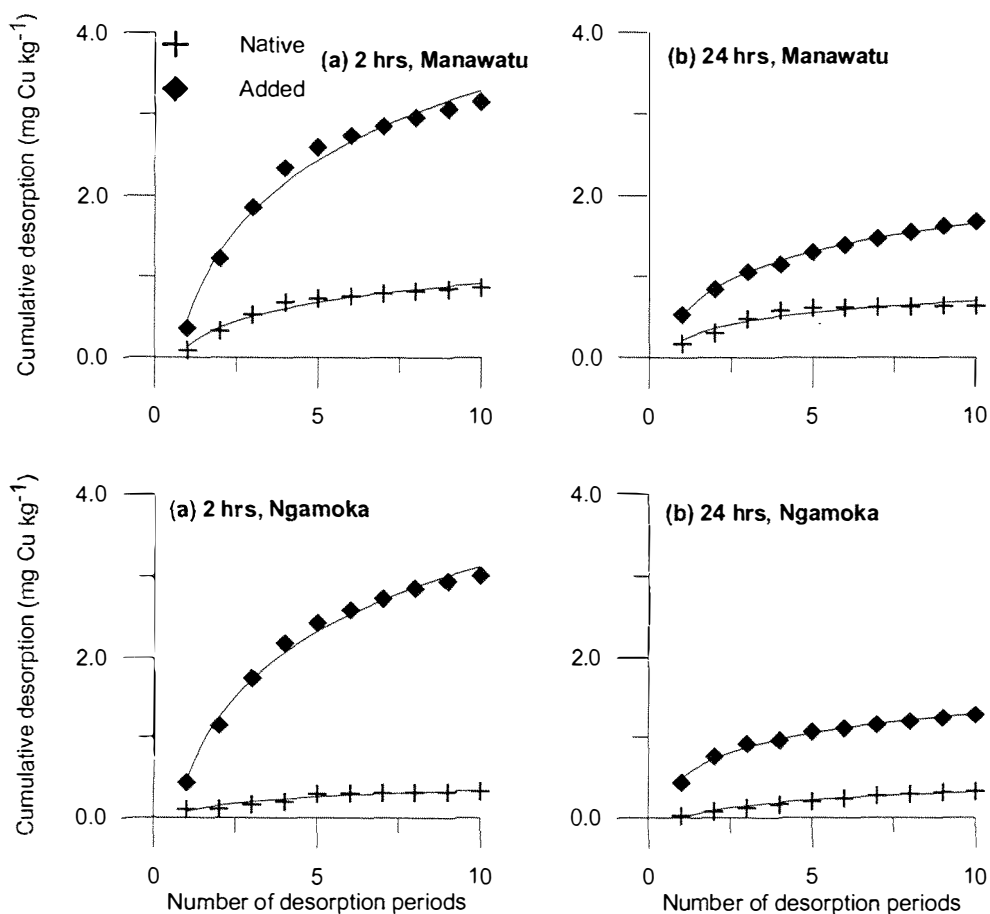 4.0
2.0
0.0
Cumulative desorption (mg Cu kg⁻¹)
Native
Added
(a) 2 hrs, Manawatu
0
5
10
4.0
2.0
0.0
(b) 24 hrs, Manawatu
0
5
10
4.0
2.0
0.0
Cumulative desorption (mg Cu kg⁻¹)
(a) 2 hrs, Ngamoka
0
5
10
Number of desorption periods
4.0
2.0
0.0
(b) 24 hrs, Ngamoka
0
5
10
Number of desorption periods